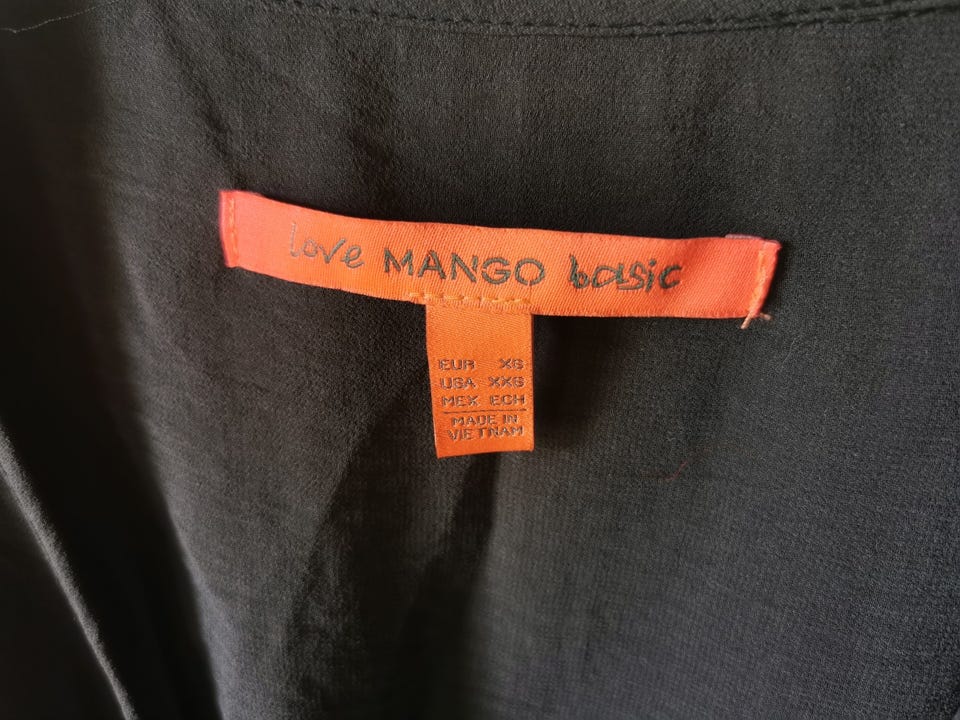 love MANGO basic
EUR XS
USA XXS
MEX ECH
MADE IN
VIETNAM